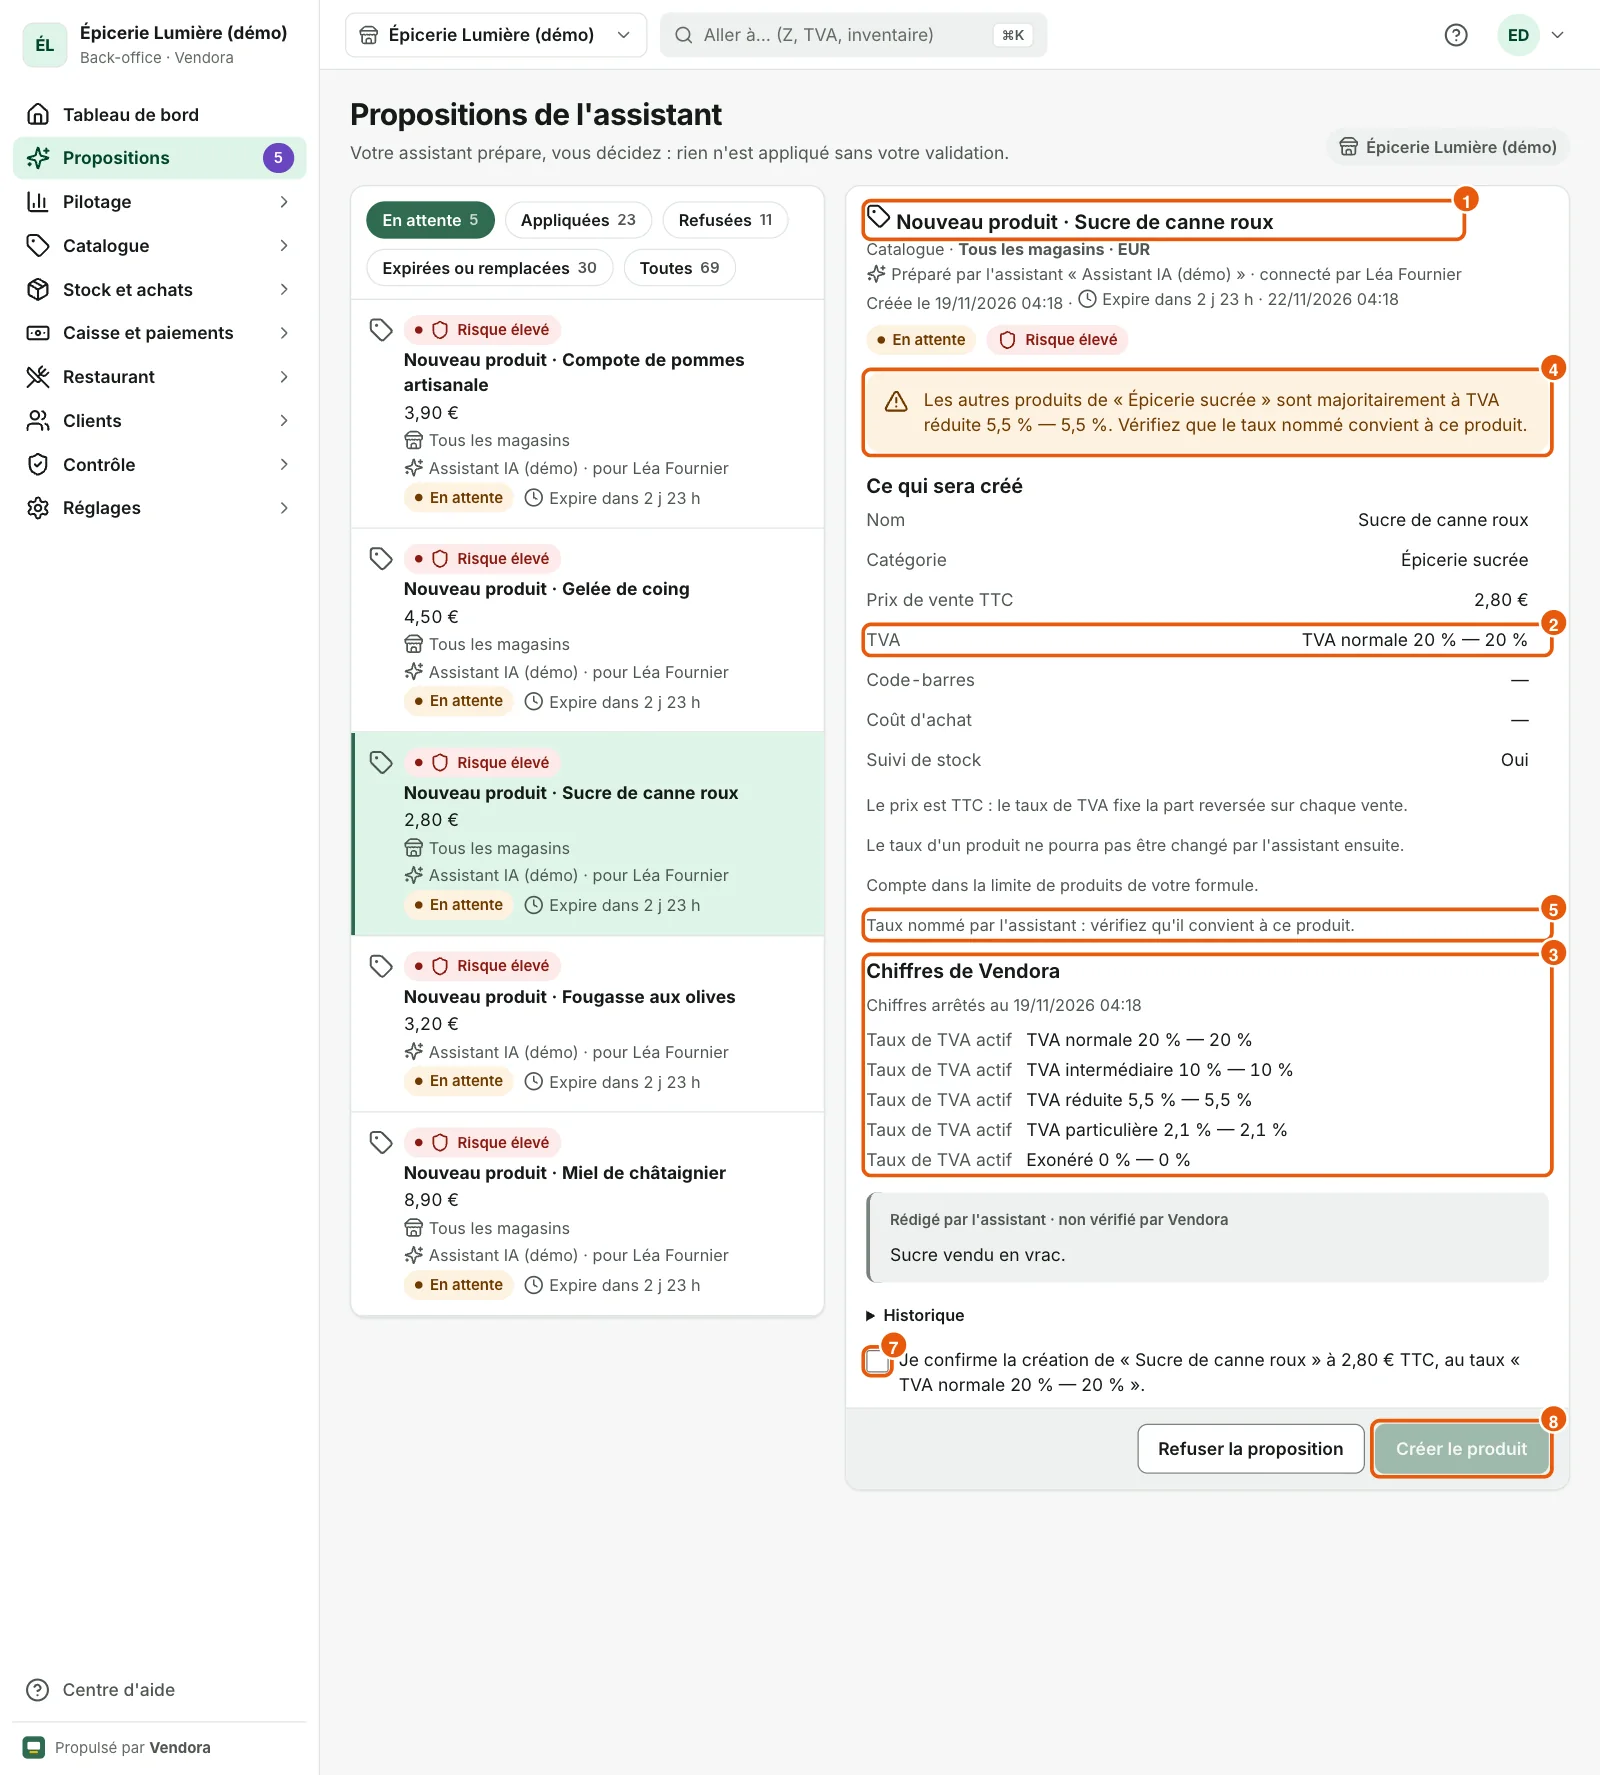 ÉL
Épicerie Lumière (démo)
Back-office · Vendora
Tableau de bord
Propositions 5
Pilotage
Catalogue
Stock et achats
Caisse et paiements
Restaurant
Clients
Contrôle
Réglages
Centre d'aide
Propulsé par Vendora
Épicerie Lumière (démo)
Aller à... (Z, TVA, inventaire) ⌘K
ED
Propositions de l'assistant
Votre assistant prépare, vous décidez : rien n'est appliqué sans votre validation.
Épicerie Lumière (démo)
En attente 5
Appliquées 23
Refusées 11
Expirées ou remplacées 30
Toutes 69
Risque élevé
Nouveau produit · Compote de pommes
artisanale
3,90 €
Tous les magasins
Assistant IA (démo) · pour Léa Fournier
En attente
Expire dans 2 j 23 h
Risque élevé
Nouveau produit · Gelée de coing
4,50 €
Tous les magasins
Assistant IA (démo) · pour Léa Fournier
En attente
Expire dans 2 j 23 h
Risque élevé
Nouveau produit · Sucre de canne roux
2,80 €
Tous les magasins
Assistant IA (démo) · pour Léa Fournier
En attente
Expire dans 2 j 23 h
Risque élevé
Nouveau produit · Fougasse aux olives
3,20 €
Assistant IA (démo) · pour Léa Fournier
En attente
Expire dans 2 j 23 h
Risque élevé
Nouveau produit · Miel de châtaignier
8,90 €
Tous les magasins
Assistant IA (démo) · pour Léa Fournier
En attente
Expire dans 2 j 23 h
1
Nouveau produit · Sucre de canne roux
Catalogue · Tous les magasins · EUR
Préparé par l'assistant « Assistant IA (démo) » · connecté par Léa Fournier
Créée le 19/11/2026 04:18 · Expire dans 2 j 23 h · 22/11/2026 04:18
En attente
Risque élevé
4
Les autres produits de « Épicerie sucrée » sont majoritairement à TVA
réduite 5,5 % — 5,5 %. Vérifiez que le taux nommé convient à ce produit.
Ce qui sera créé
Nom Sucre de canne roux
Catégorie Épicerie sucrée
Prix de vente TTC 2,80 €
2
TVA TVA normale 20 % — 20 %
Code-barres —
Coût d'achat —
Suivi de stock Oui
Le prix est TTC : le taux de TVA fixe la part reversée sur chaque vente.
Le taux d'un produit ne pourra pas être changé par l'assistant ensuite.
Compte dans la limite de produits de votre formule.
5
Taux nommé par l'assistant : vérifiez qu'il convient à ce produit.
3
Chiffres de Vendora
Chiffres arrêtés au 19/11/2026 04:18
Taux de TVA actif TVA normale 20 % — 20 %
Taux de TVA actif TVA intermédiaire 10 % — 10 %
Taux de TVA actif TVA réduite 5,5 % — 5,5 %
Taux de TVA actif TVA particulière 2,1 % — 2,1 %
Taux de TVA actif Exonéré 0 % — 0 %
Rédigé par l'assistant · non vérifié par Vendora
Sucre vendu en vrac.
Historique
7
Je confirme la création de « Sucre de canne roux » à 2,80 € TTC, au taux «
TVA normale 20 % — 20 % ».
8
Refuser la proposition
Créer le produit